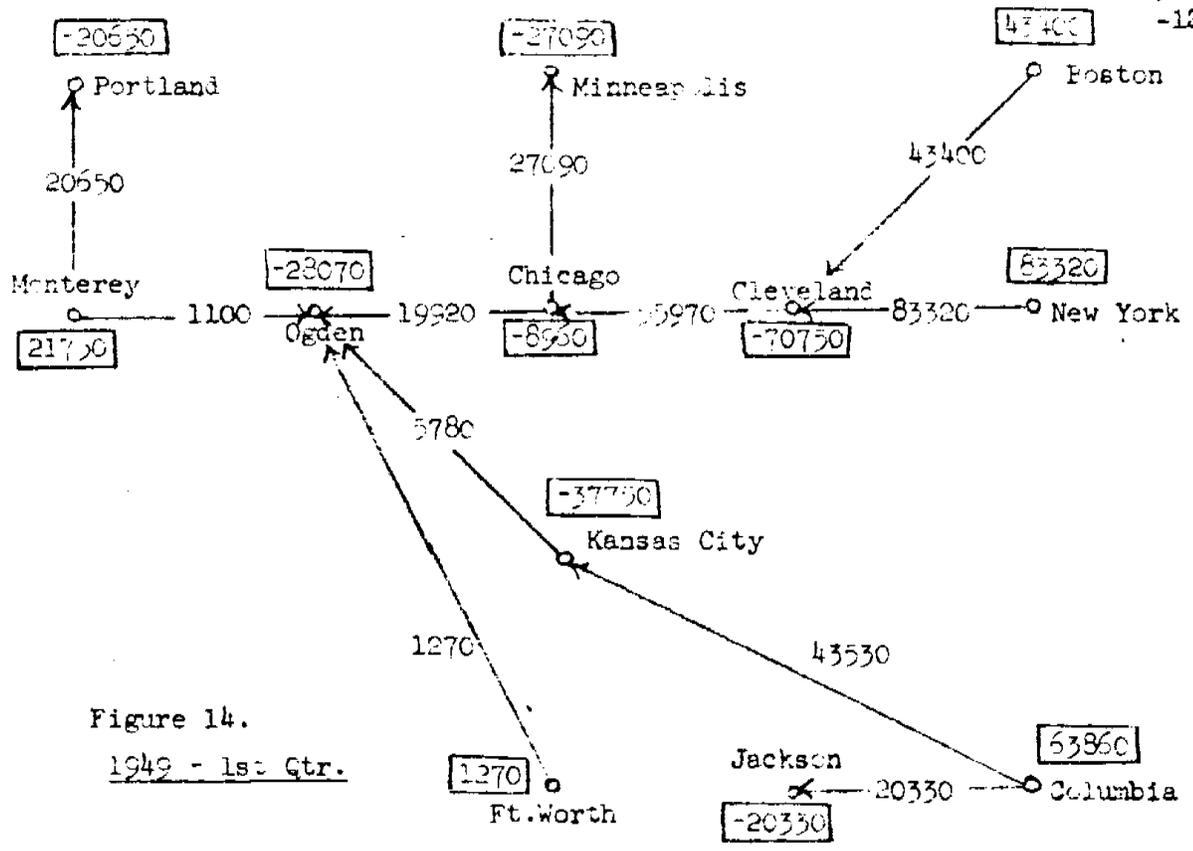 -20650
-27090
43400
-12
Portland
Minneapolis
Boston
20650
27090
43400
-28070
Monterey
Chicago
Cleveland
83320
1100
19920
55970
83320
New York
Ogden
21750
-8960
-70750
5780
-37750
Kansas City
1270
43530
Figure 14.
1949 - 1st Qtr.
1270
Ft.Worth
Jackson
63860
20330
Columbia
-20330